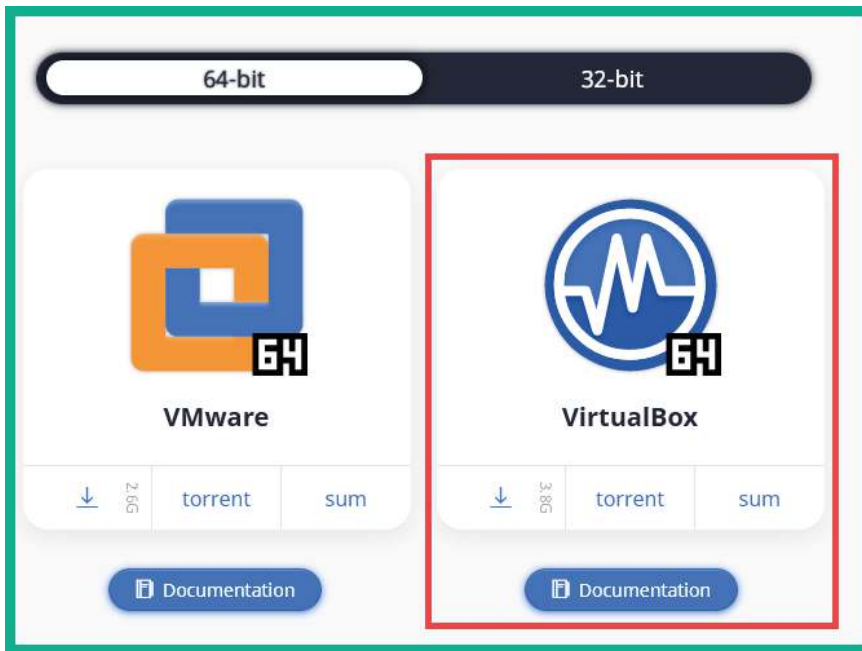 64-bit
32-bit
64
VMware
2.6G
torrent
sum
Documentation
64
VirtualBox
3.8G
torrent
sum
Documentation